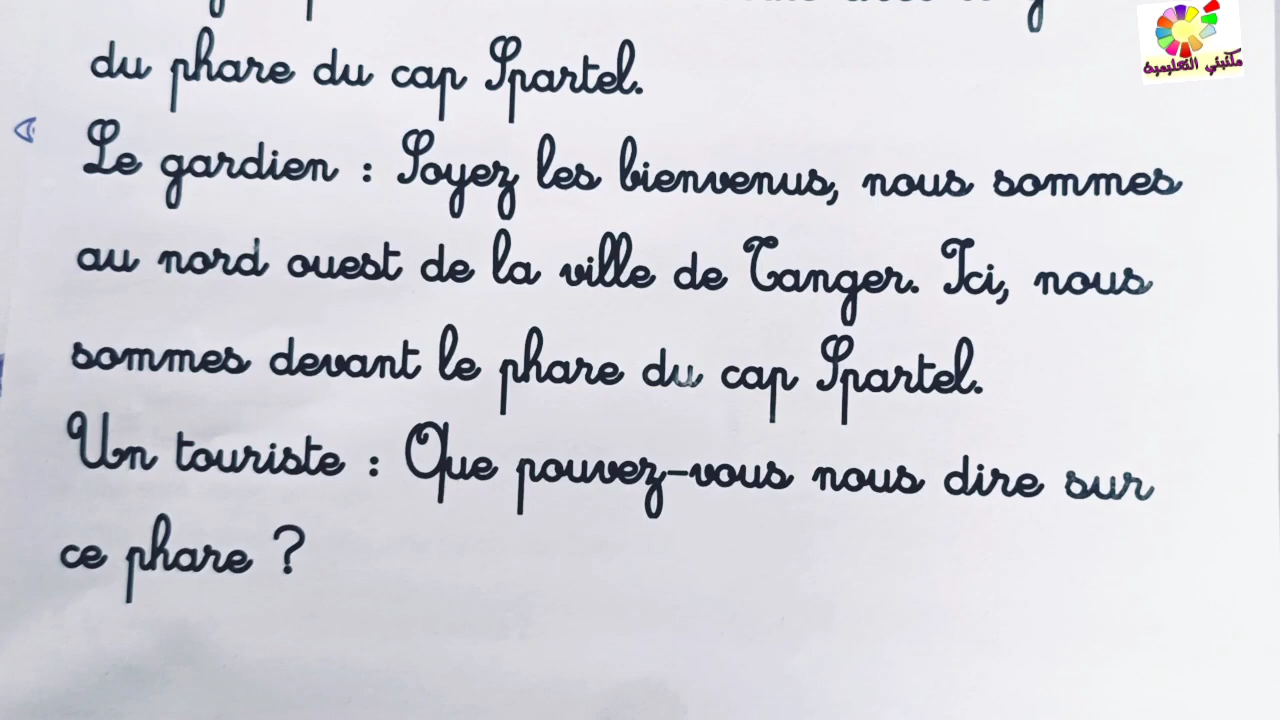 du phare du cap Spartel.
Le gardien : Soyez les bienvenus, nous sommes
au nord ouest de la ville de Tanger. Ici, nous
sommes devant le phare du cap Spartel.
Un touriste : Que pouvez-vous nous dire sur
ce phare ?
مكتبتي التعليمية